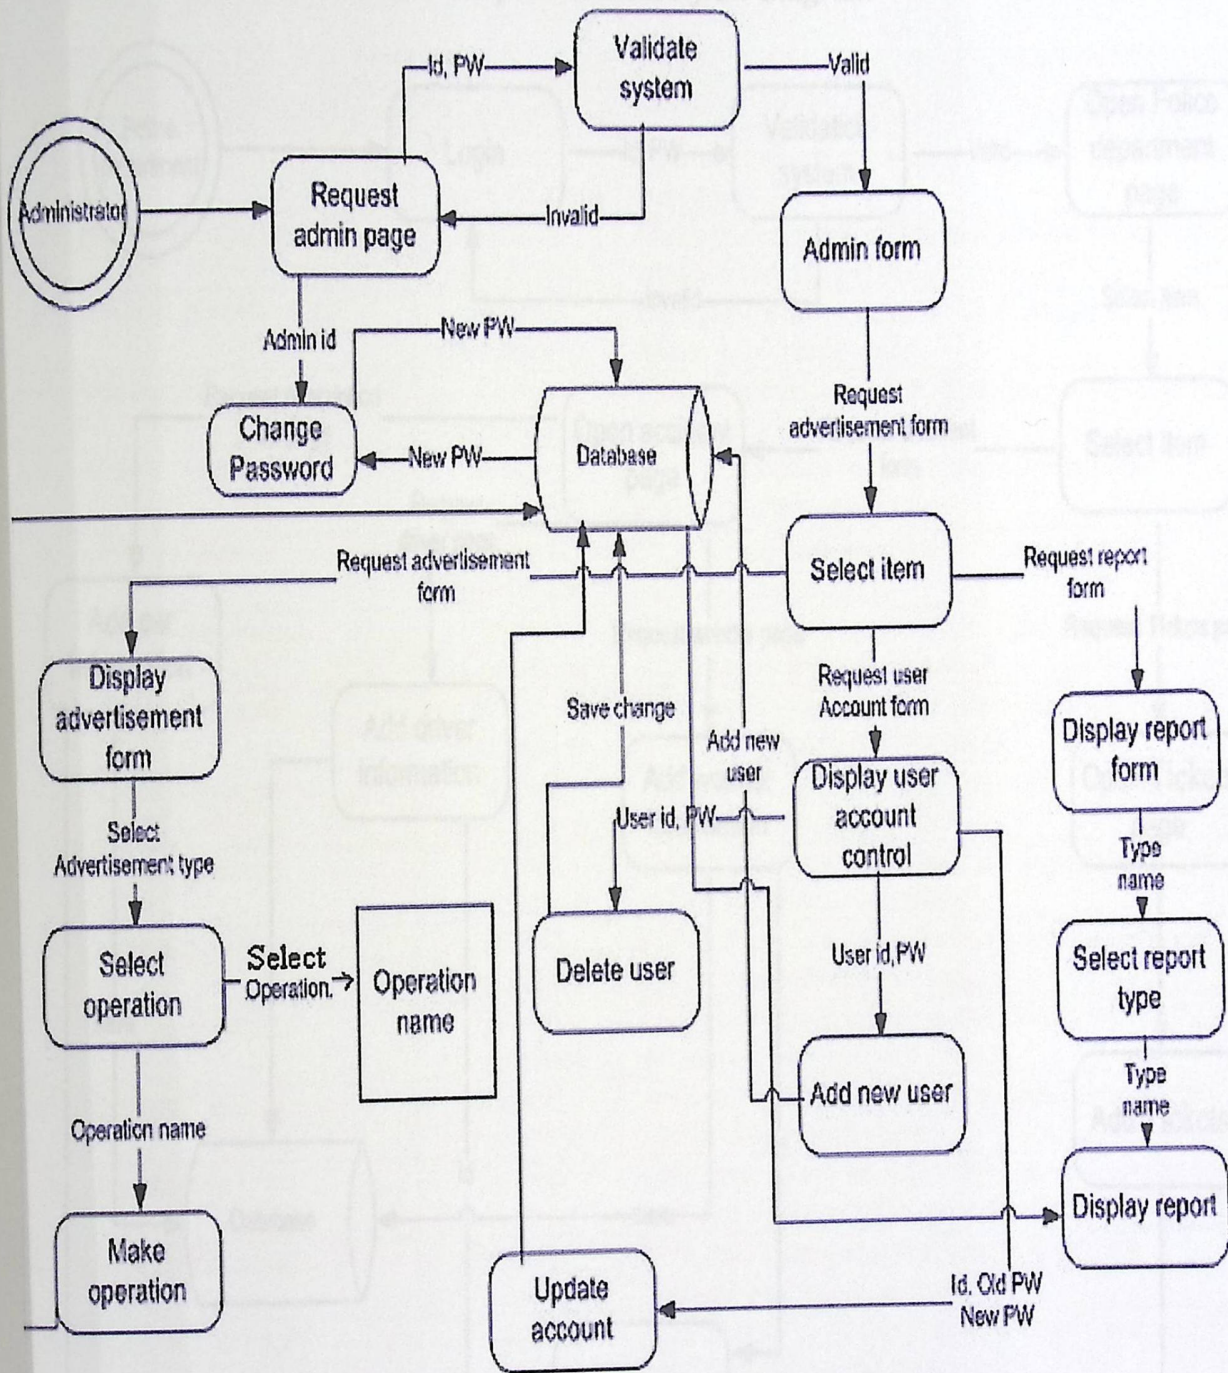 Validate
system
Id, PW
Valid
Administrator
Request
admin page
Invalid
Admin form
Admin id
New PW
Request
advertisement form
Change
Password
New PW
Database
Request advertisement
form
Select item
Request report
form
Display
advertisement
form
Request user
Account form
Save change
Add new
user
Display report
form
Display user
account
control
User id, PW
Select
Advertisement type
Type
name
Select
operation
Select
Operation.
Operation
name
Delete user
User id,PW
Select report
type
Add new user
Type
name
Operation name
Display report
Make
operation
Update
account
Id. Old PW
New PW